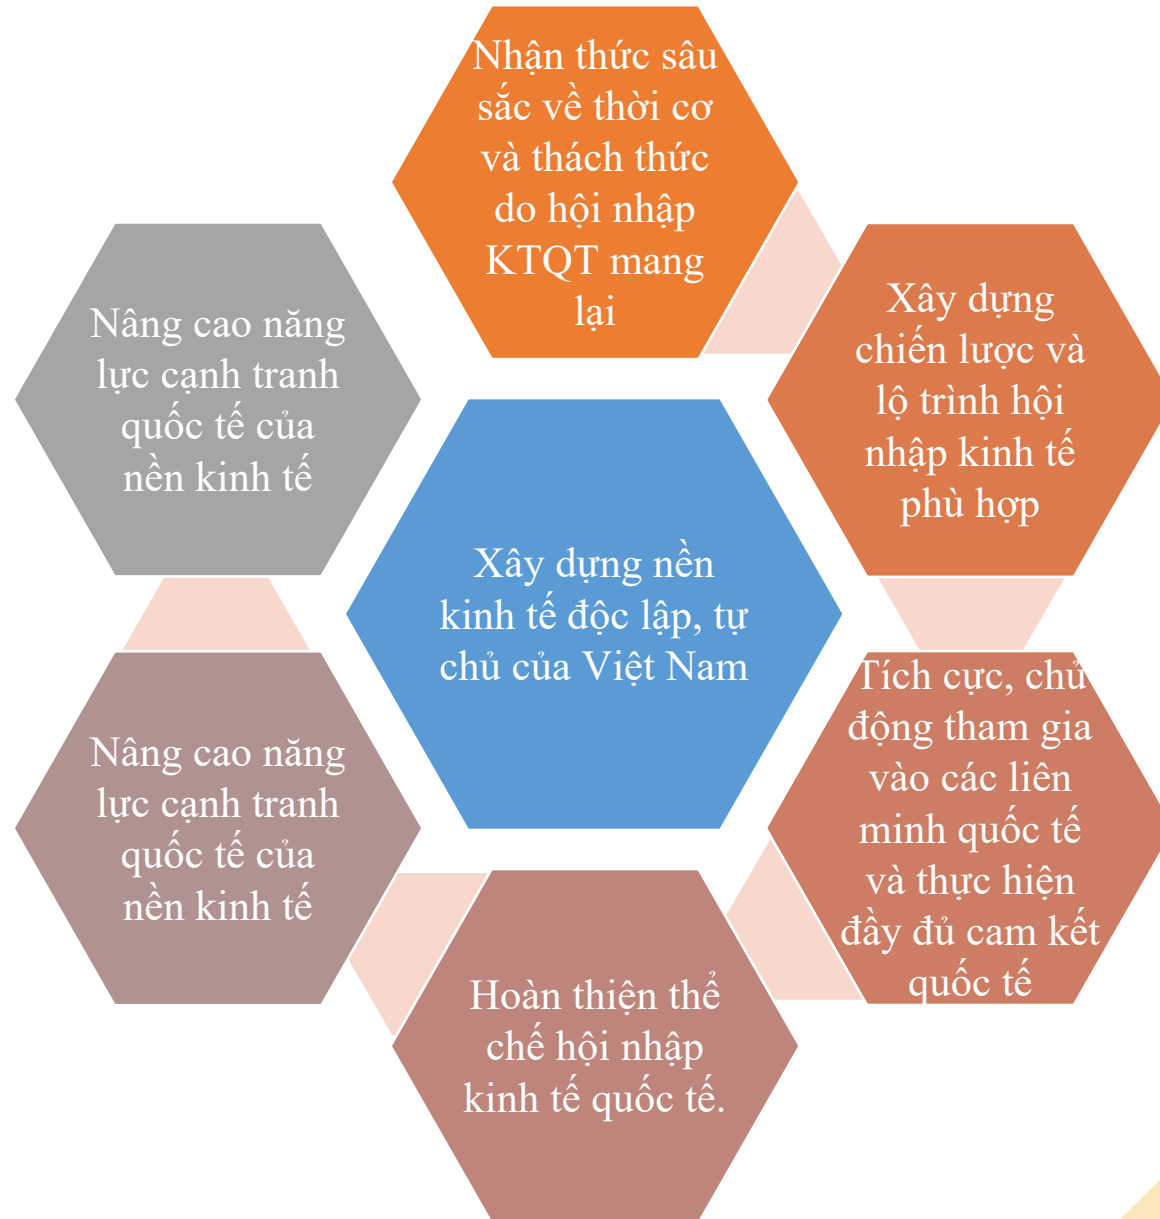 Nhận thức sâu
sắc về thời cơ
và thách thức
do hội nhập
KTQT mang
lại
Xây dựng
chiến lược và
lộ trình hội
nhập kinh tế
phù hợp
Tích cực, chủ
động tham gia
vào các liên
minh quốc tế
và thực hiện
đầy đủ cam kết
quốc tế
Hoàn thiện thể
chế hội nhập
kinh tế quốc tế.
Nâng cao năng
lực cạnh tranh
quốc tế của
nền kinh tế
Nâng cao năng
lực cạnh tranh
quốc tế của
nền kinh tế
Xây dựng nền
kinh tế độc lập, tự
chủ của Việt Nam